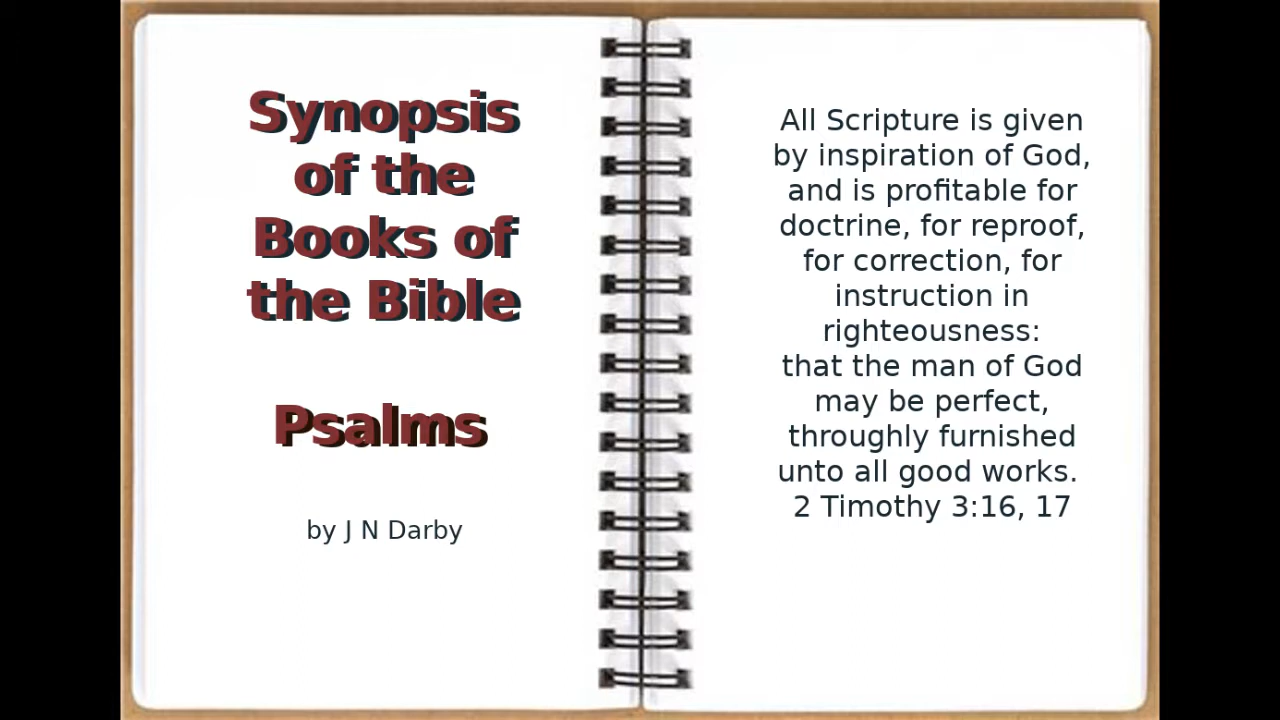 Synopsis
of the
Books of
the Bible
Psalms
by J N Darby
All Scripture is given
by inspiration of God,
and is profitable for
doctrine, for reproof,
for correction, for
instruction in
righteousness:
that the man of God
may be perfect,
throughly furnished
unto all good works.
2 Timothy 3:16, 17